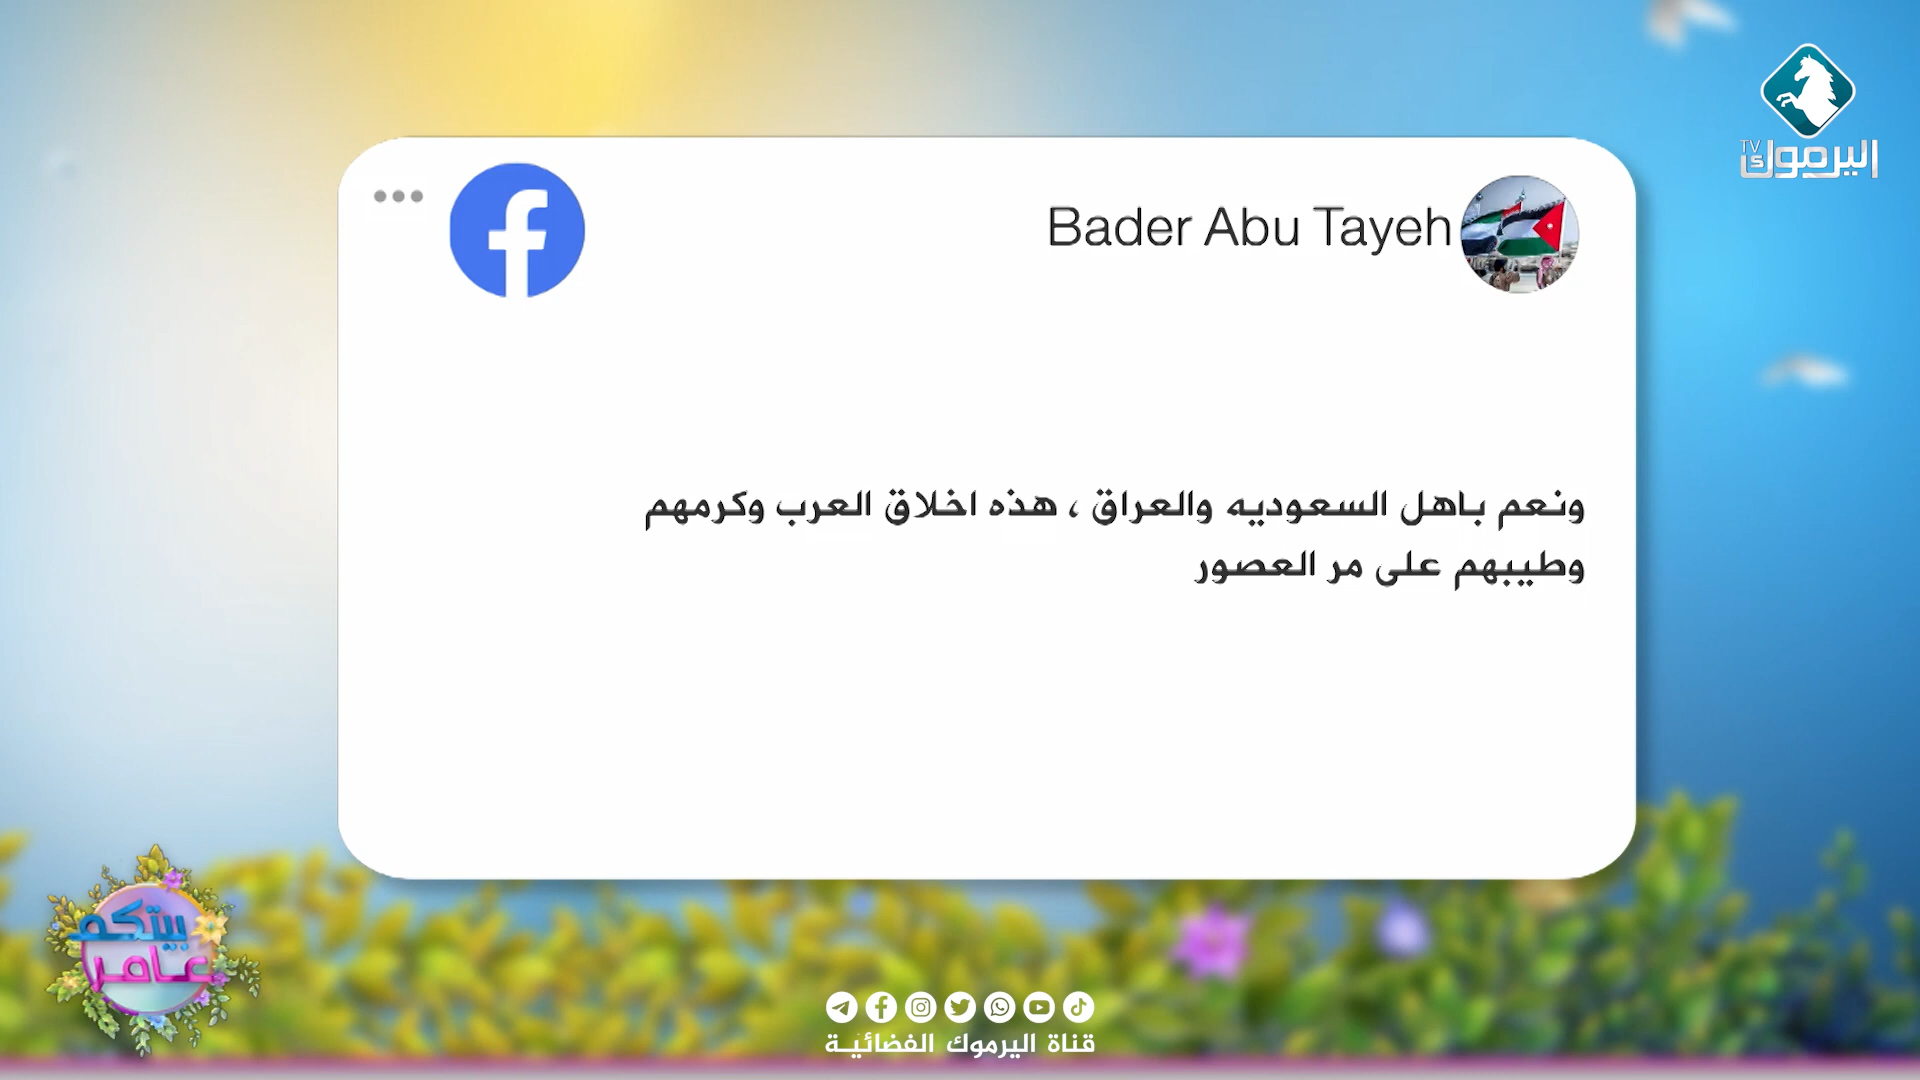 اليرموك
TV
Bader Abu Tayeh
ونعم باهل السعوديه والعراق ، هذه اخلاق العرب وكرمهم
وطيبهم على مر العصور
بيتكم
عامر
قناة اليرموك الفضائيـة